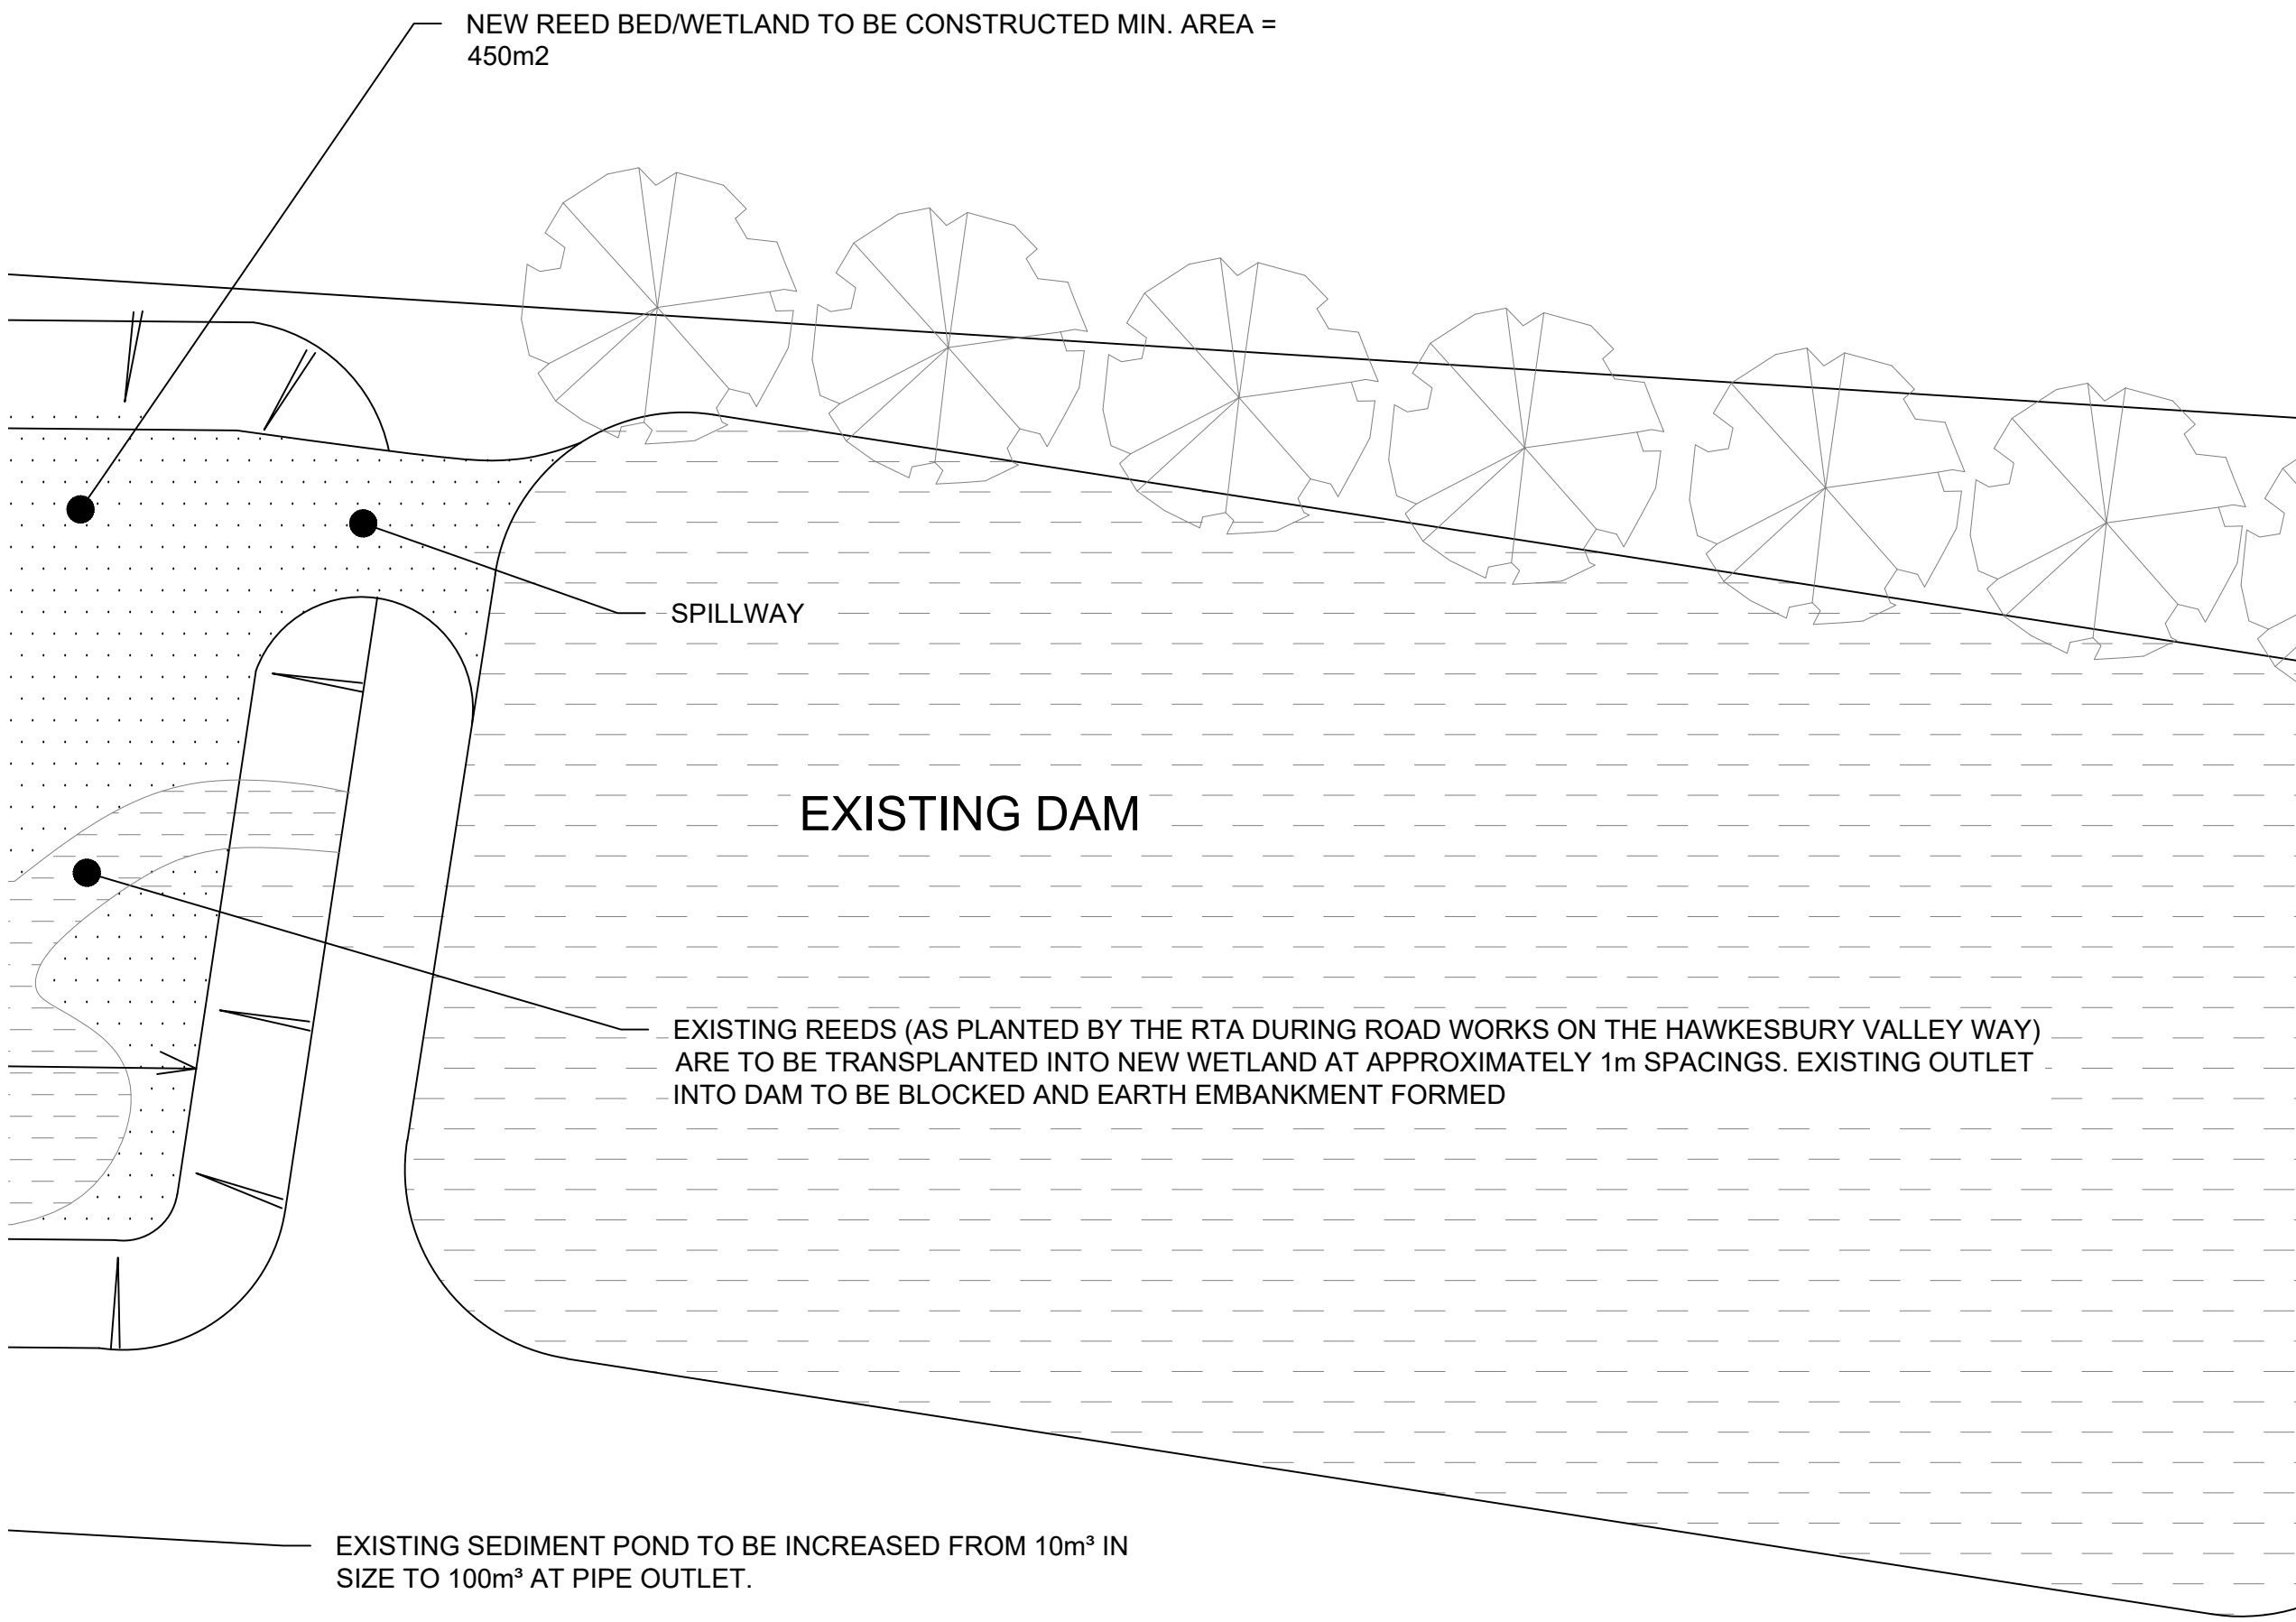 NEW REED BED/WETLAND TO BE CONSTRUCTED MIN. AREA =
450m2
SPILLWAY
EXISTING DAM
EXISTING REEDS (AS PLANTED BY THE RTA DURING ROAD WORKS ON THE HAWKESBURY VALLEY WAY)
ARE TO BE TRANSPLANTED INTO NEW WETLAND AT APPROXIMATELY 1m SPACINGS. EXISTING OUTLET
INTO DAM TO BE BLOCKED AND EARTH EMBANKMENT FORMED
EXISTING SEDIMENT POND TO BE INCREASED FROM 10m³ IN
SIZE TO 100m³ AT PIPE OUTLET.